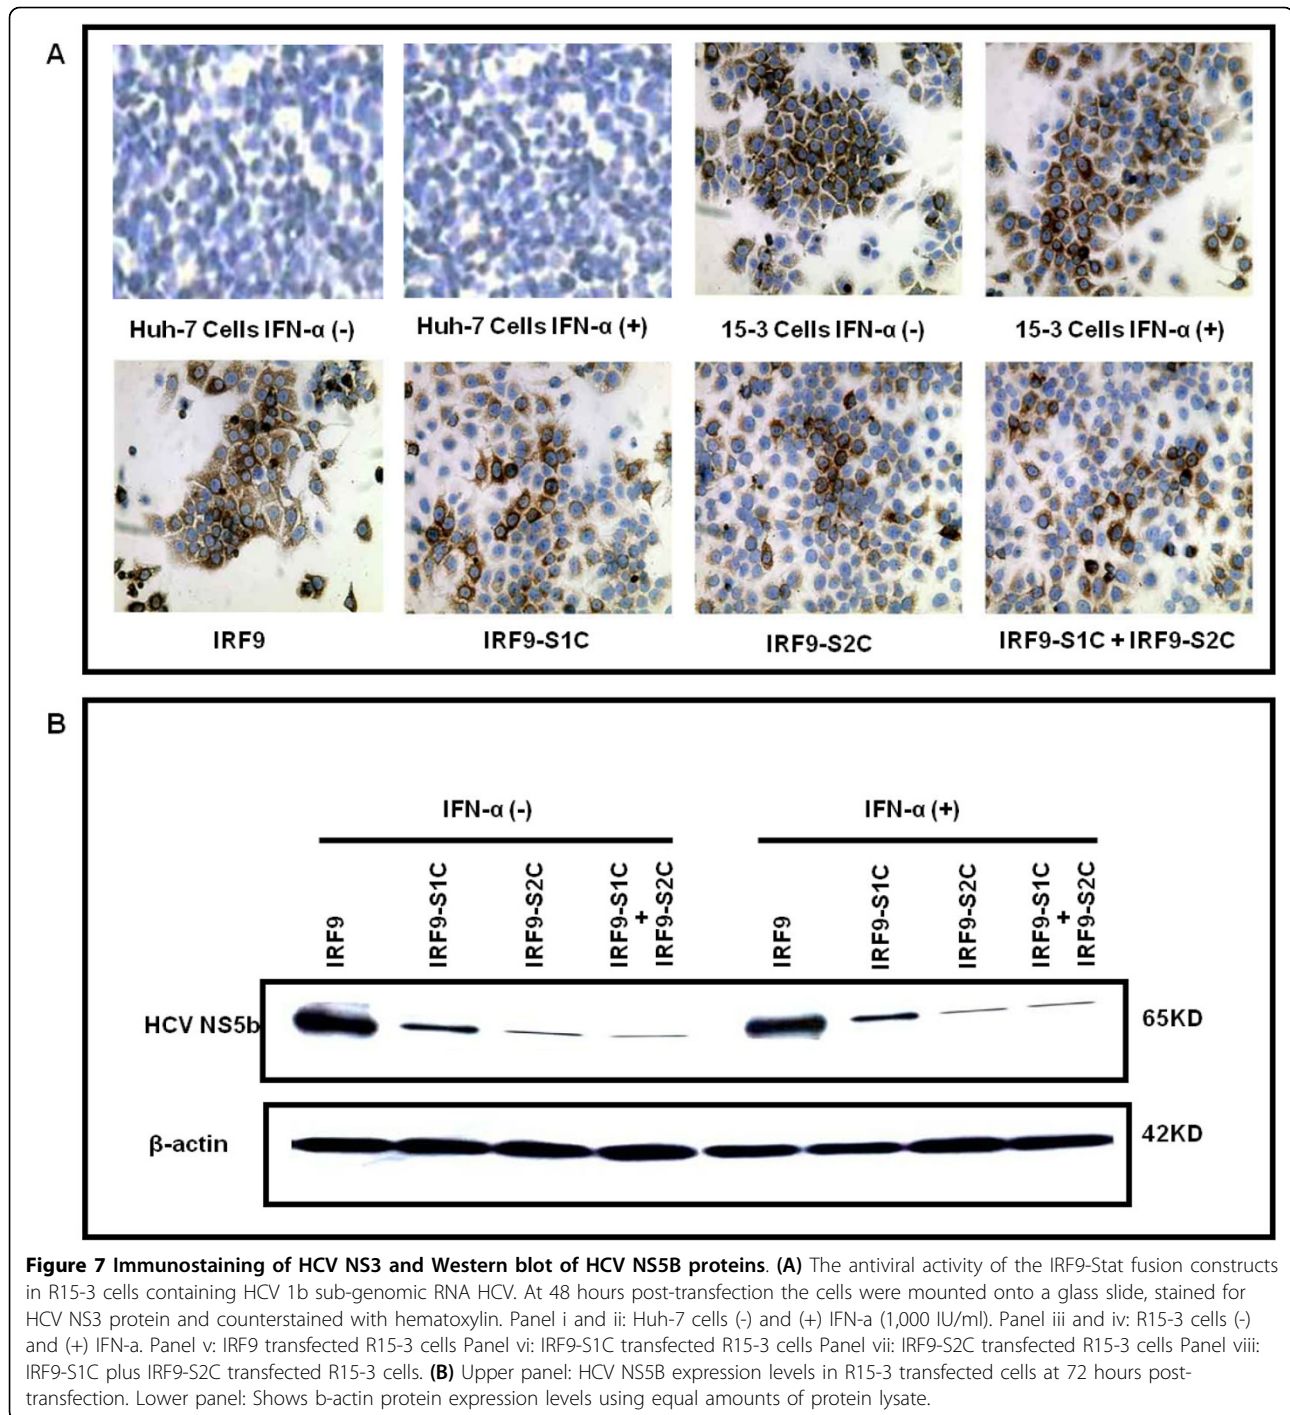 A
Huh-7 Cells IFN-α (-)
Huh-7 Cells IFN-α (+)
15-3 Cells IFN-α (-)
15-3 Cells IFN-α (+)
IRF9
IRF9-S1C
IRF9-S2C
IRF9-S1C + IRF9-S2C
B
IFN-α (-)
IFN-α (+)
IRF9
IRF9-S1C
IRF9-S2C
IRF9-S1C
+
IRF9-S2C
IRF9
IRF9-S1C
IRF9-S2C
IRF9-S1C
+
IRF9-S2C
HCV NS5b
65KD
β-actin
42KD
Figure 7 Immunostaining of HCV NS3 and Western blot of HCV NS5B proteins. (A) The antiviral activity of the IRF9-Stat fusion constructs
in R15-3 cells containing HCV 1b sub-genomic RNA HCV. At 48 hours post-transfection the cells were mounted onto a glass slide, stained for
HCV NS3 protein and counterstained with hematoxylin. Panel i and ii: Huh-7 cells (-) and (+) IFN-a (1,000 IU/ml). Panel iii and iv: R15-3 cells (-)
and (+) IFN-a. Panel v: IRF9 transfected R15-3 cells Panel vi: IRF9-S1C transfected R15-3 cells Panel vii: IRF9-S2C transfected R15-3 cells Panel viii:
IRF9-S1C plus IRF9-S2C transfected R15-3 cells. (B) Upper panel: HCV NS5B expression levels in R15-3 transfected cells at 72 hours post-
transfection. Lower panel: Shows b-actin protein expression levels using equal amounts of protein lysate.